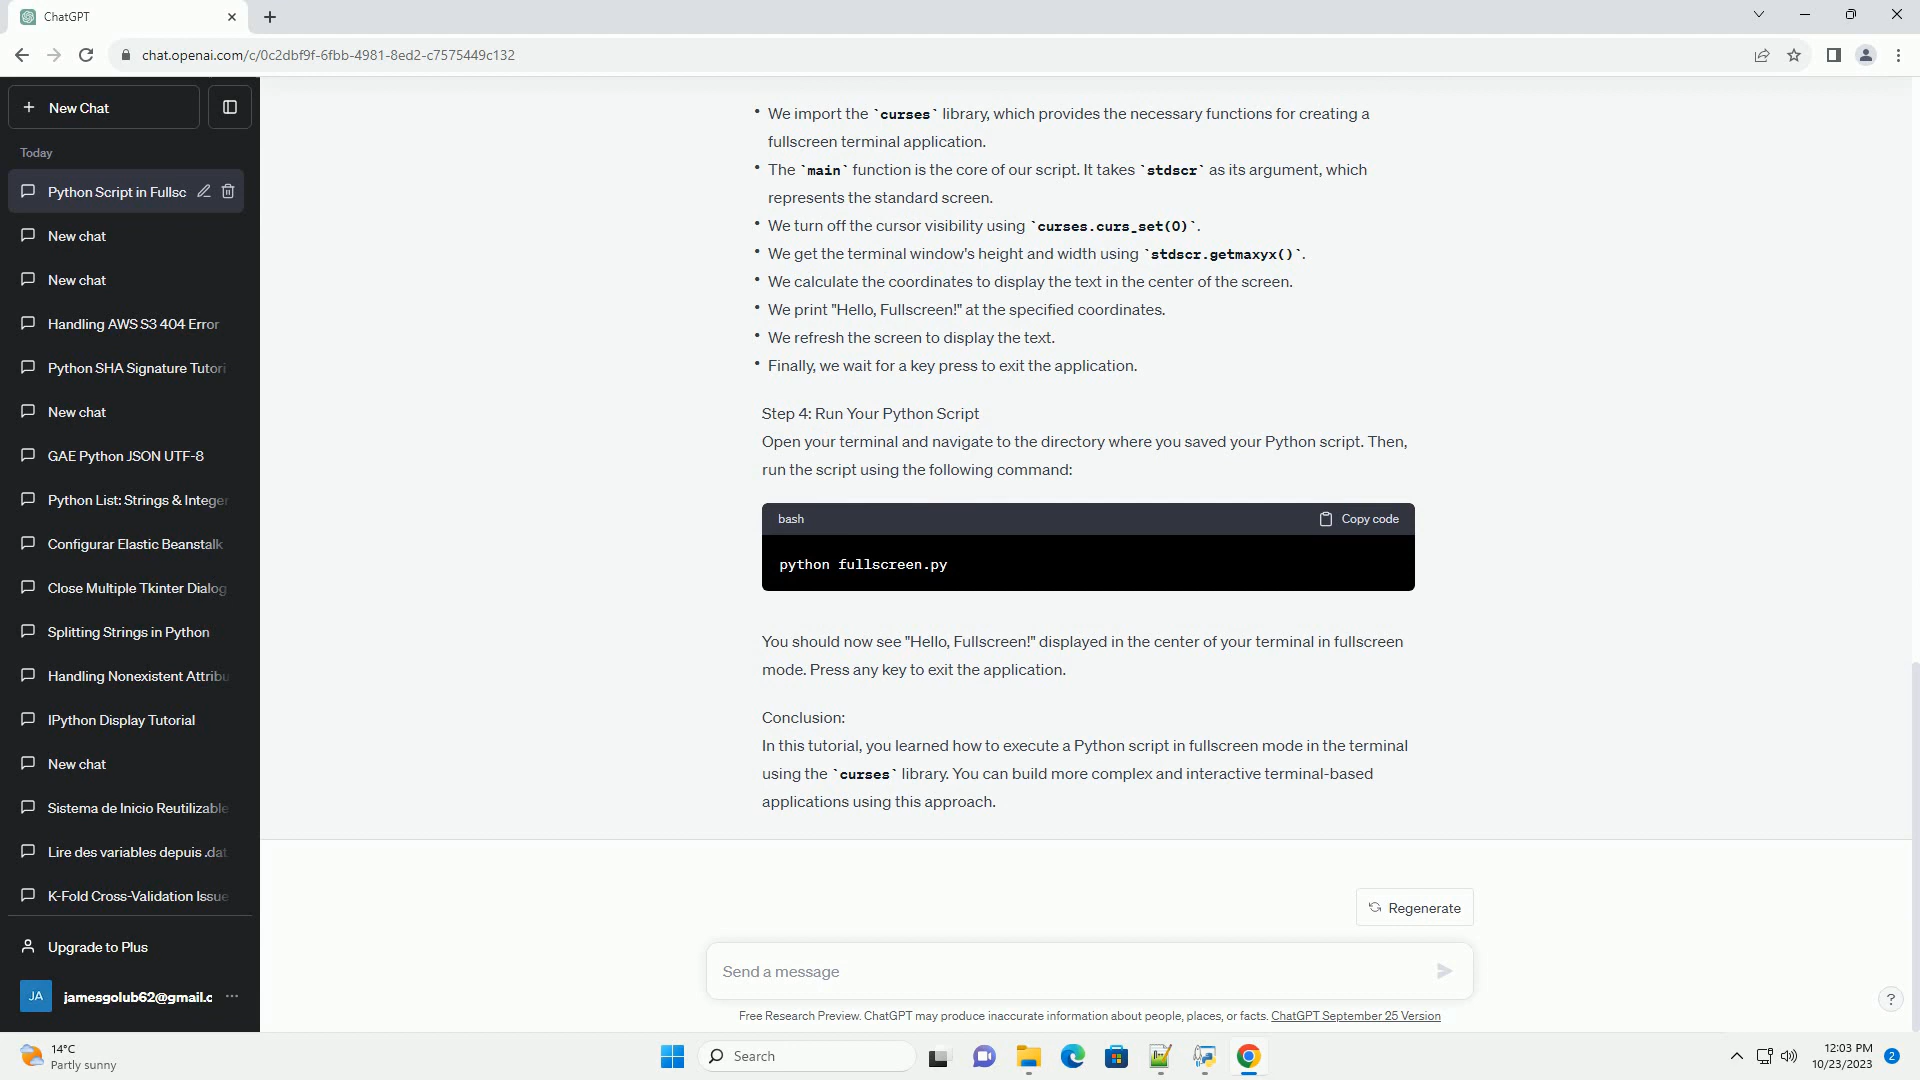 ChatGPT
chat.openai.com/c/0c2dbf9f-6fbb-4981-8ed2-c7575449c132
New Chat
Today
Python Script in Fullsc
New chat
New chat
Handling AWS S3 404 Error
Python SHA Signature Tutori
New chat
GAE Python JSON UTF-8
Python List: Strings & Integer
Configurar Elastic Beanstalk
Close Multiple Tkinter Dialog
Splitting Strings in Python
Handling Nonexistent Attribu
IPython Display Tutorial
New chat
Sistema de Inicio Reutilizable
Lire des variables depuis .dat
K-Fold Cross-Validation Issue
Upgrade to Plus
JA
jamesgolub62@gmail.c
• We import the `curses` library, which provides the necessary functions for creating a
fullscreen terminal application.
• The `main` function is the core of our script. It takes `stdscr` as its argument, which
represents the standard screen.
• We turn off the cursor visibility using `curses.curs_set(0)`.
• We get the terminal window's height and width using `stdscr.getmaxyx()`.
• We calculate the coordinates to display the text in the center of the screen.
• We print "Hello, Fullscreen!" at the specified coordinates.
• We refresh the screen to display the text.
• Finally, we wait for a key press to exit the application.
Step 4: Run Your Python Script
Open your terminal and navigate to the directory where you saved your Python script. Then,
run the script using the following command:
bash
Copy code
python fullscreen.py
You should now see "Hello, Fullscreen!" displayed in the center of your terminal in fullscreen
mode. Press any key to exit the application.
Conclusion:
In this tutorial, you learned how to execute a Python script in fullscreen mode in the terminal
using the `curses` library. You can build more complex and interactive terminal-based
applications using this approach.
Regenerate
Send a message
Free Research Preview. ChatGPT may produce inaccurate information about people, places, or facts. ChatGPT September 25 Version
?
14°C
Partly sunny
Search
12:03 PM
10/23/2023
2